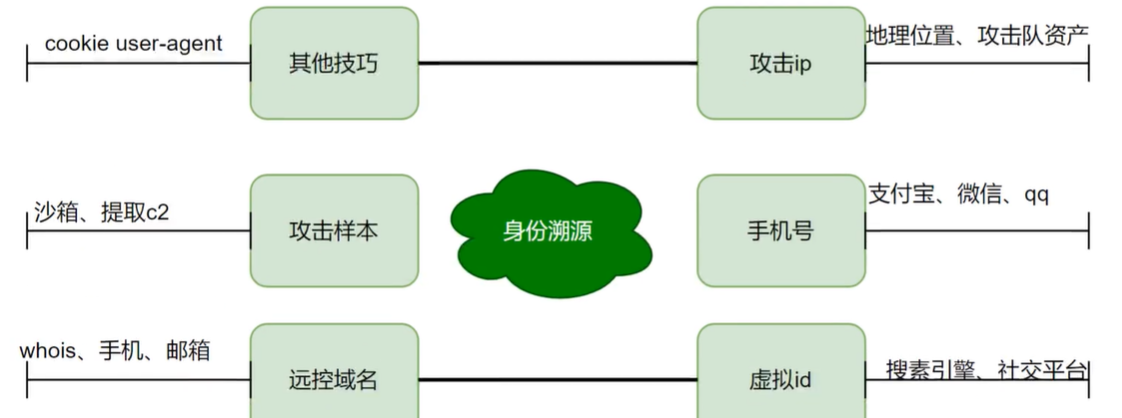 cookie user-agent
其他技巧
攻击ip
地理位置、攻击队资产
沙箱、提取c2
攻击样本
身份溯源
手机号
支付宝、微信、qq
whois、手机、邮箱
远控域名
虚拟id
搜素引擎、社交平台